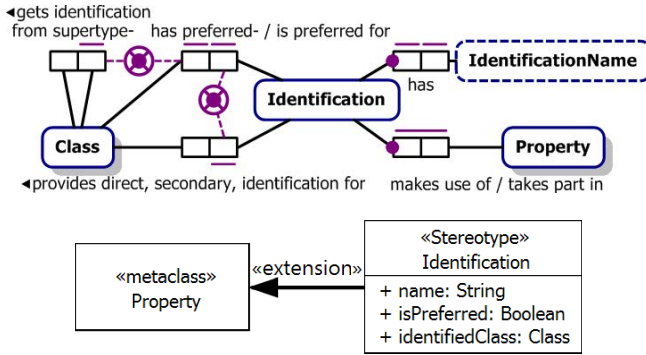 ◄gets identification
from supertype-
has preferred- / is preferred for
IdentificationName
Identification
has
Class
Property
◄provides direct, secondary, identification for
makes use of / takes part in
«Stereotype»
Identification
«metaclass»
Property
«extension»
+ name: String
+ isPreferred: Boolean
+ identifiedClass: Class